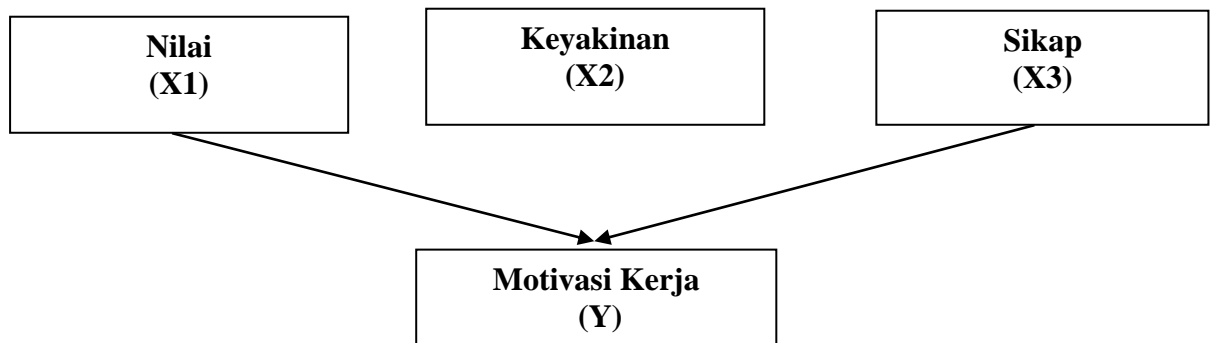 Nilai
(X1)
Keyakinan
(X2)
Sikap
(X3)
Motivasi Kerja
(Y)